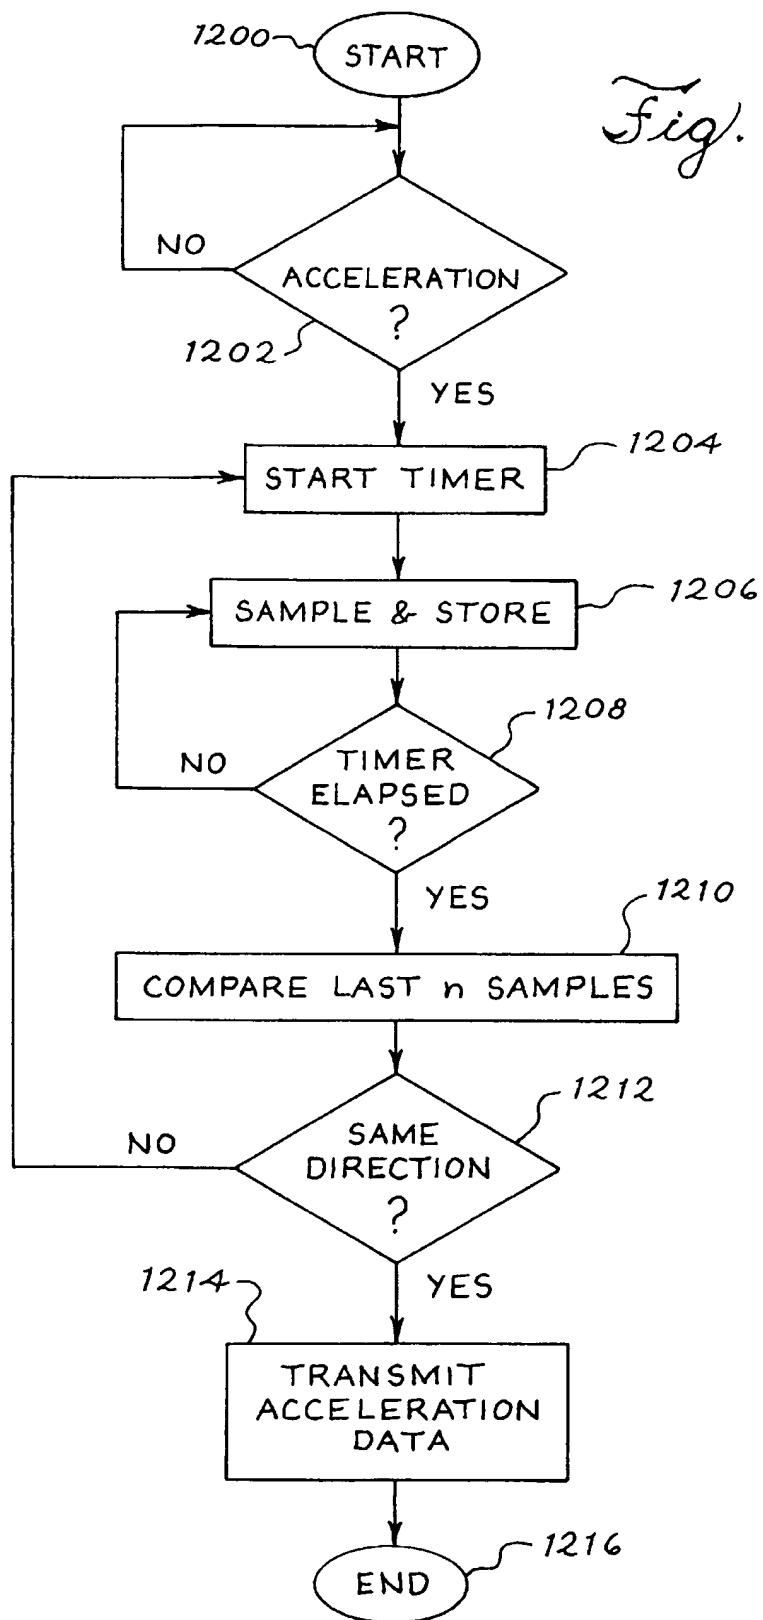 1200
START
Fig.
NO
ACCELERATION
?
1202
YES
START TIMER
1204
SAMPLE & STORE
1206
NO
TIMER
ELAPSED
?
1208
YES
1210
COMPARE LAST n SAMPLES
1212
NO
SAME
DIRECTION
?
YES
1214
TRANSMIT
ACCELERATION
DATA
END
1216